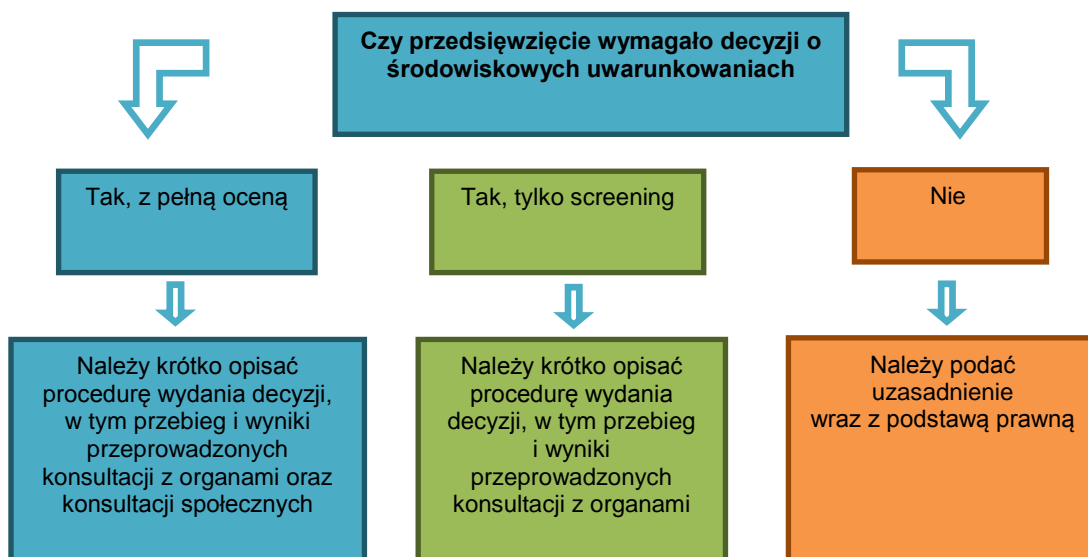 Czy przedsięwzięcie wymagało decyzji o
środowiskowych uwarunkowaniach
Tak, z pełną oceną
Tak, tylko screening
Nie
Należy krótko opisać
procedurę wydania decyzji,
w tym przebieg i wyniki
przeprowadzonych
konsultacji z organami oraz
konsultacji społecznych
Należy krótko opisać
procedurę wydania
decyzji, w tym przebieg
i wyniki
przeprowadzonych
konsultacji z organami
Należy podać
uzasadnienie
wraz z podstawą prawną